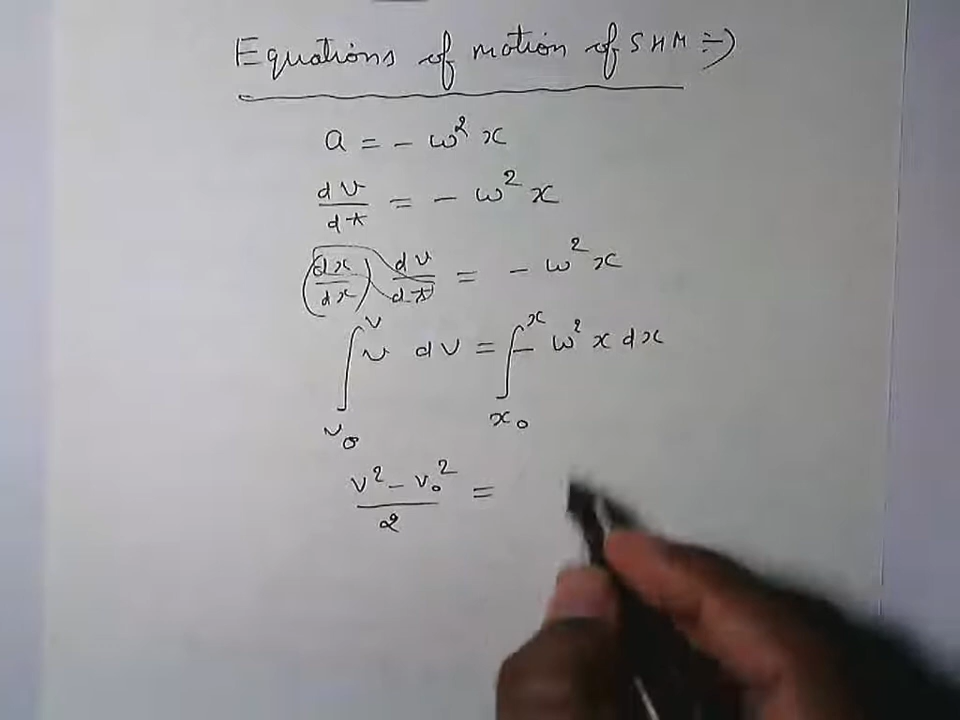 Equations of motion of SHM :-)
a = - ω² x
dv/dt = - ω² x
(dx/dx) dv/dt = - ω² x
∫_{v₀}^{v} v dv = ∫_{x₀}^{x} - ω² x dx
(v² - v₀²)/2 =